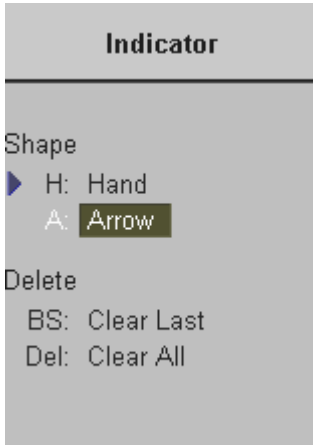 Indicator
Shape
H: Hand
A: Arrow
Delete
BS: Clear Last
Del: Clear All